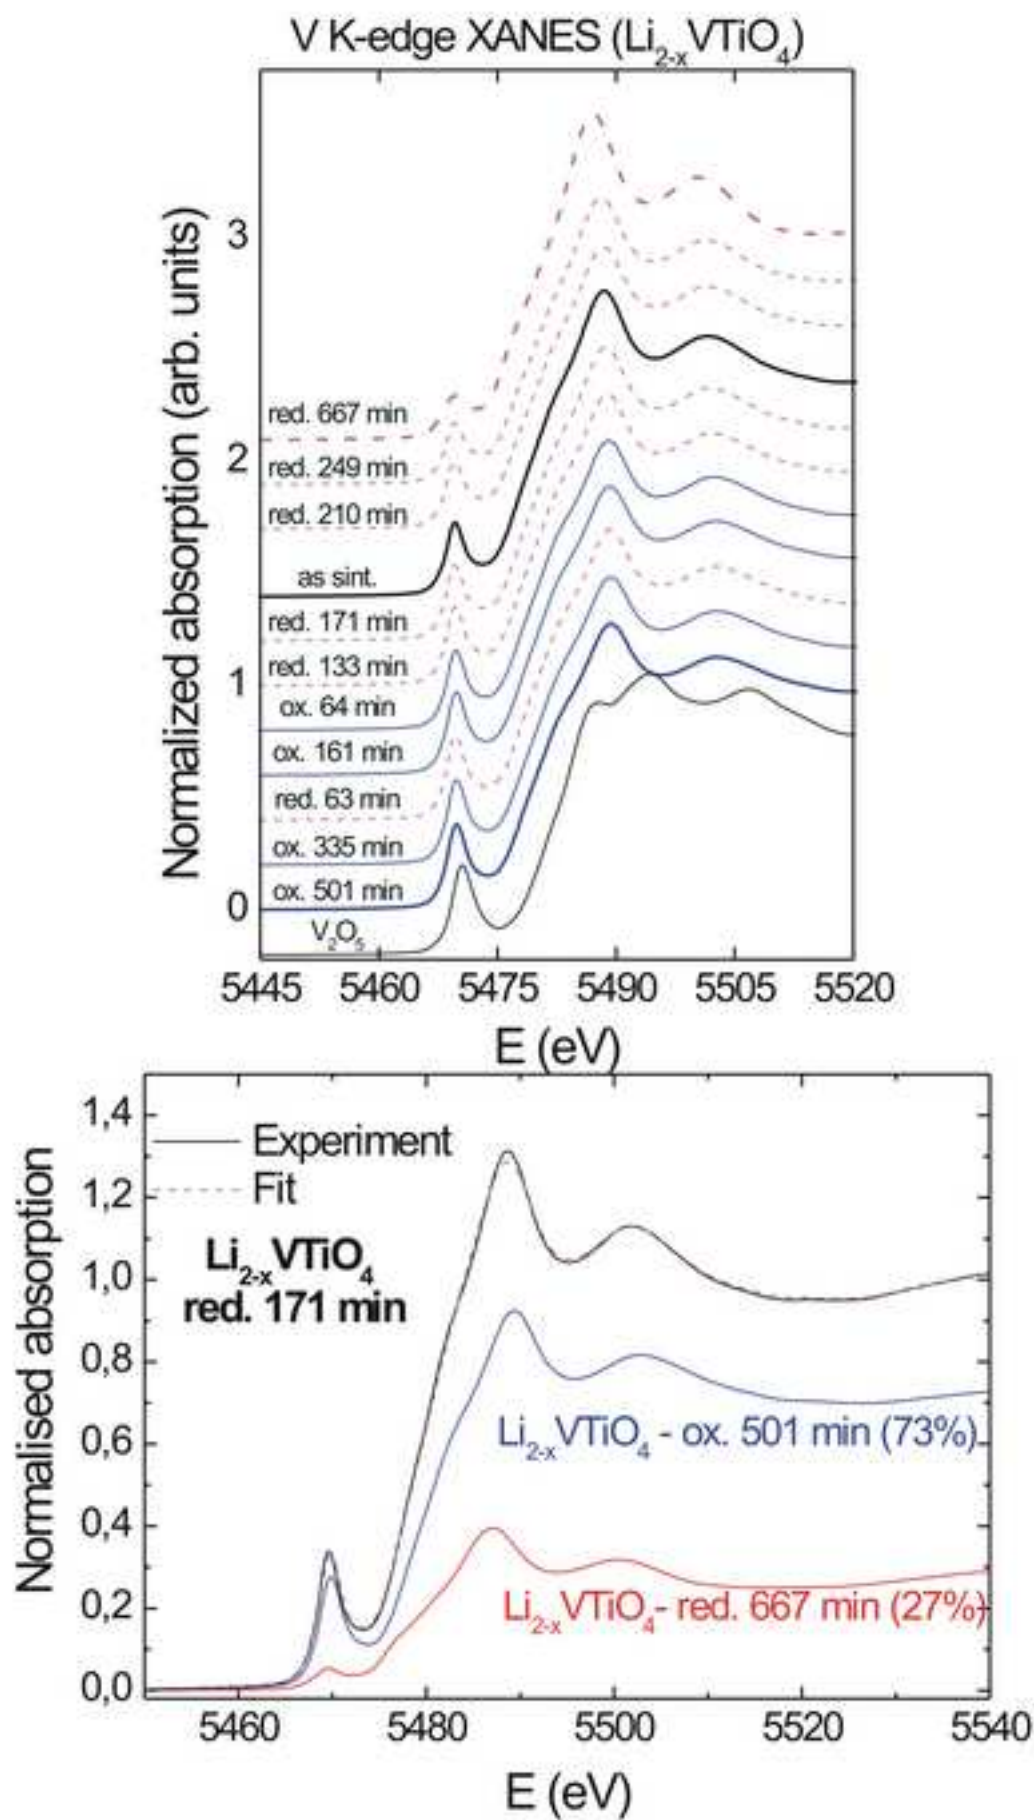 V K-edge XANES (Li₂₋ₓVTiO₄)
Normalized absorption (arb. units)
3
2
1
0
red. 667 min
red. 249 min
red. 210 min
as sint.
red. 171 min
red. 133 min
ox. 64 min
ox. 161 min
red. 63 min
ox. 335 min
ox. 501 min
V₂O₅
5445 5460 5475 5490 5505 5520
E (eV)
Normalised absorption
1,4
1,2
1,0
0,8
0,6
0,4
0,2
0,0
Experiment
Fit
Li₂₋ₓVTiO₄
red. 171 min
Li₂₋ₓVTiO₄ - ox. 501 min (73%)
Li₂₋ₓVTiO₄- red. 667 min (27%)
5460 5480 5500 5520 5540
E (eV)